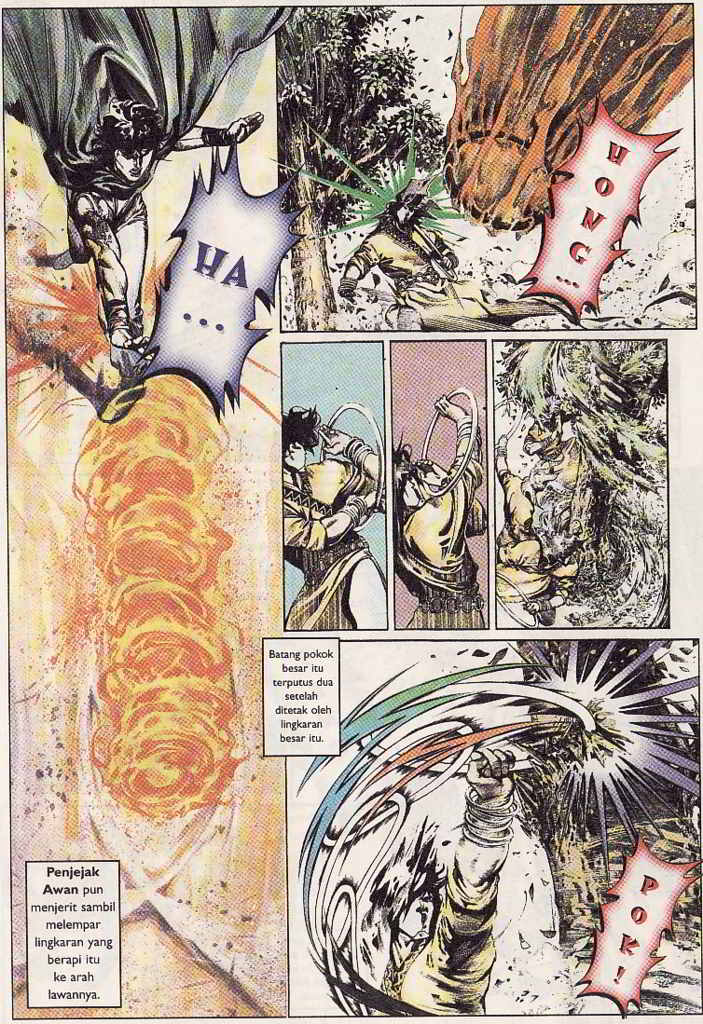 HA
...
HONG...
Penjejak
Awan pun
menjerit sambil
melempar
lingkaran yang
berapi itu
ke arah
lawannya.
Batang pokok
besar itu
terputus dua
setelah
ditetak oleh
lingkaran
besar itu.
POK!